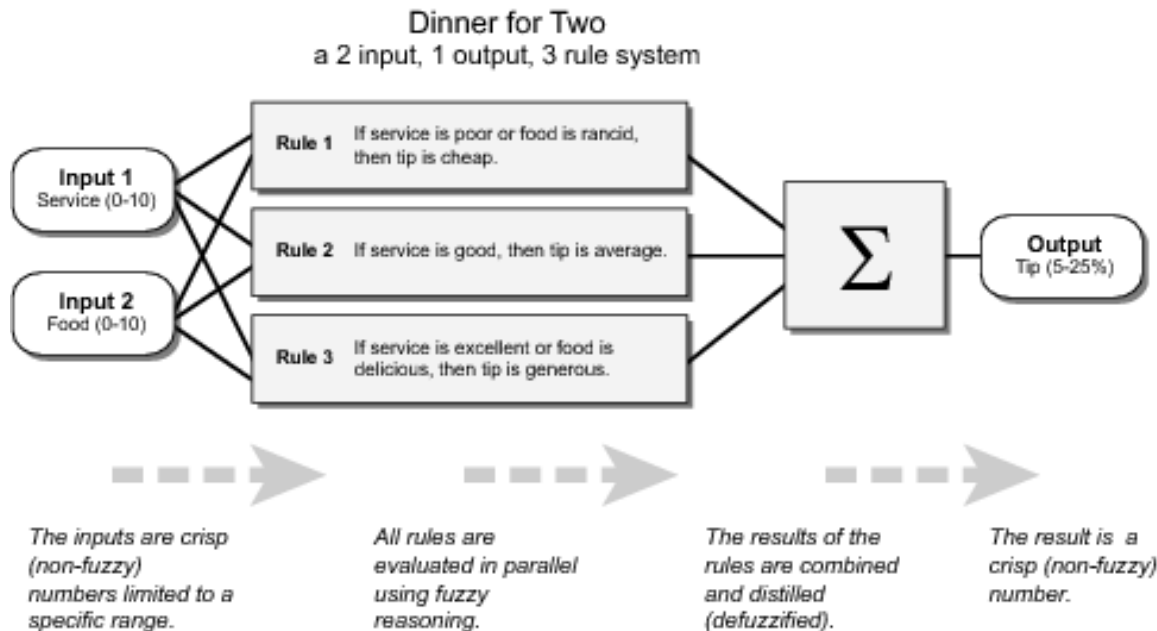 Dinner for Two
a 2 input, 1 output, 3 rule system
Input 1
Service (0-10)
Input 2
Food (0-10)
Rule 1
If service is poor or food is rancid,
then tip is cheap.
Rule 2
If service is good, then tip is average.
Rule 3
If service is excellent or food is
delicious, then tip is generous.
Σ
Output
Tip (5-25%)
The inputs are crisp
(non-fuzzy)
numbers limited to a
specific range.
All rules are
evaluated in parallel
using fuzzy
reasoning.
The results of the
rules are combined
and distilled
(defuzzified).
The result is a
crisp (non-fuzzy)
number.